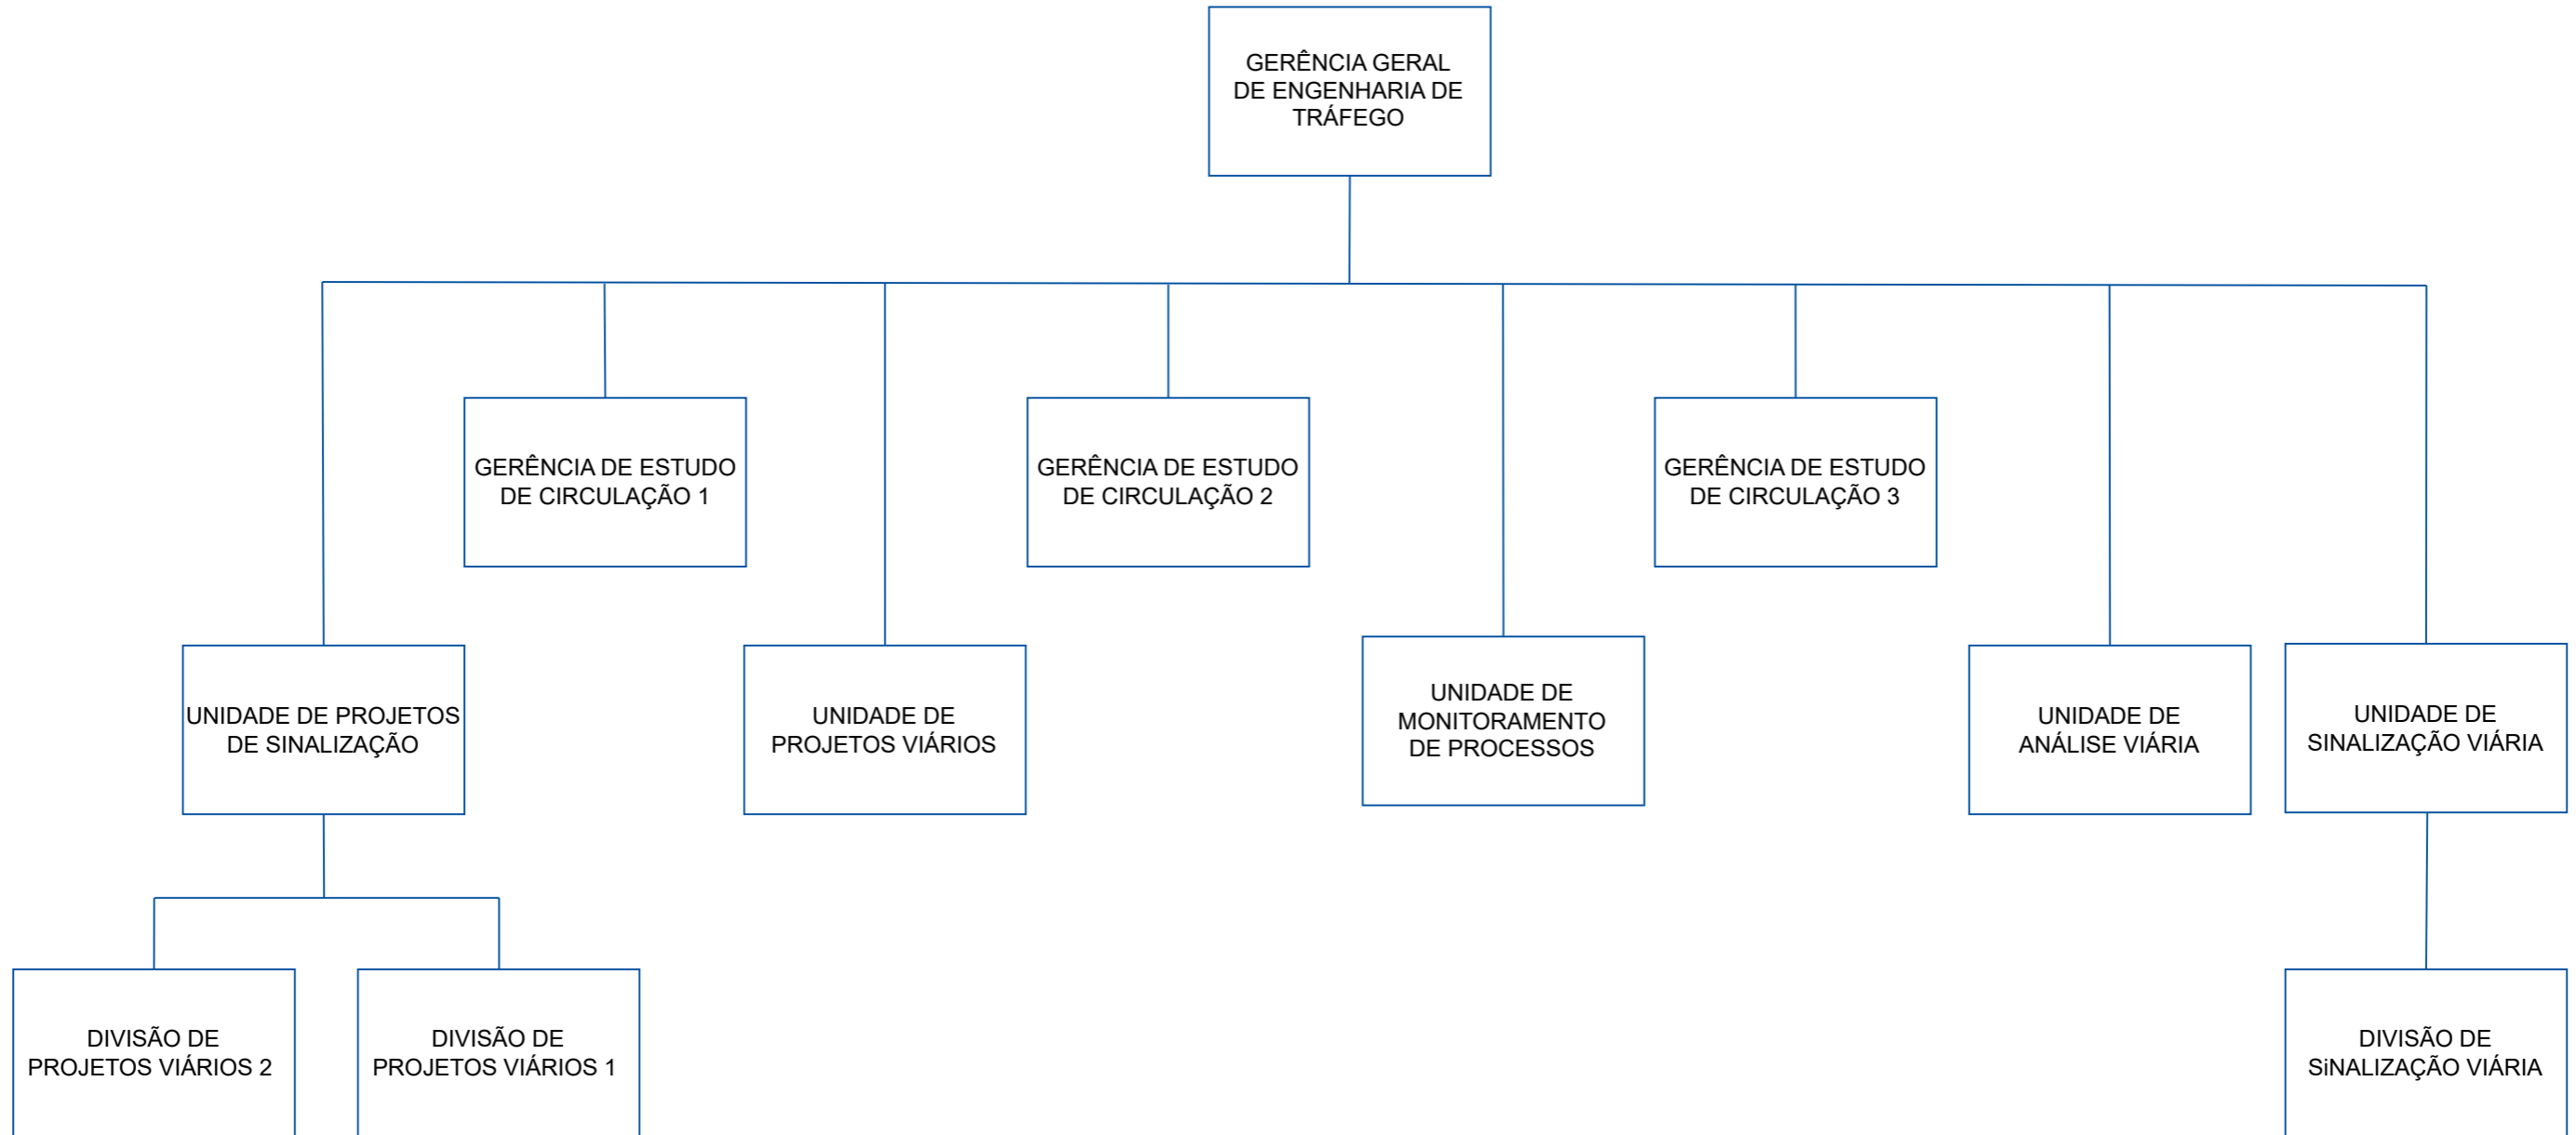 GERÊNCIA GERAL
DE ENGENHARIA DE
TRÁFEGO
GERÊNCIA DE ESTUDO
DE CIRCULAÇÃO 1
GERÊNCIA DE ESTUDO
DE CIRCULAÇÃO 2
GERÊNCIA DE ESTUDO
DE CIRCULAÇÃO 3
UNIDADE DE PROJETOS
DE SINALIZAÇÃO
UNIDADE DE
PROJETOS VIÁRIOS
UNIDADE DE
MONITORAMENTO
DE PROCESSOS
UNIDADE DE
ANÁLISE VIÁRIA
UNIDADE DE
SINALIZAÇÃO VIÁRIA
DIVISÃO DE
PROJETOS VIÁRIOS 2
DIVISÃO DE
PROJETOS VIÁRIOS 1
DIVISÃO DE
SiNALIZAÇÃO VIÁRIA